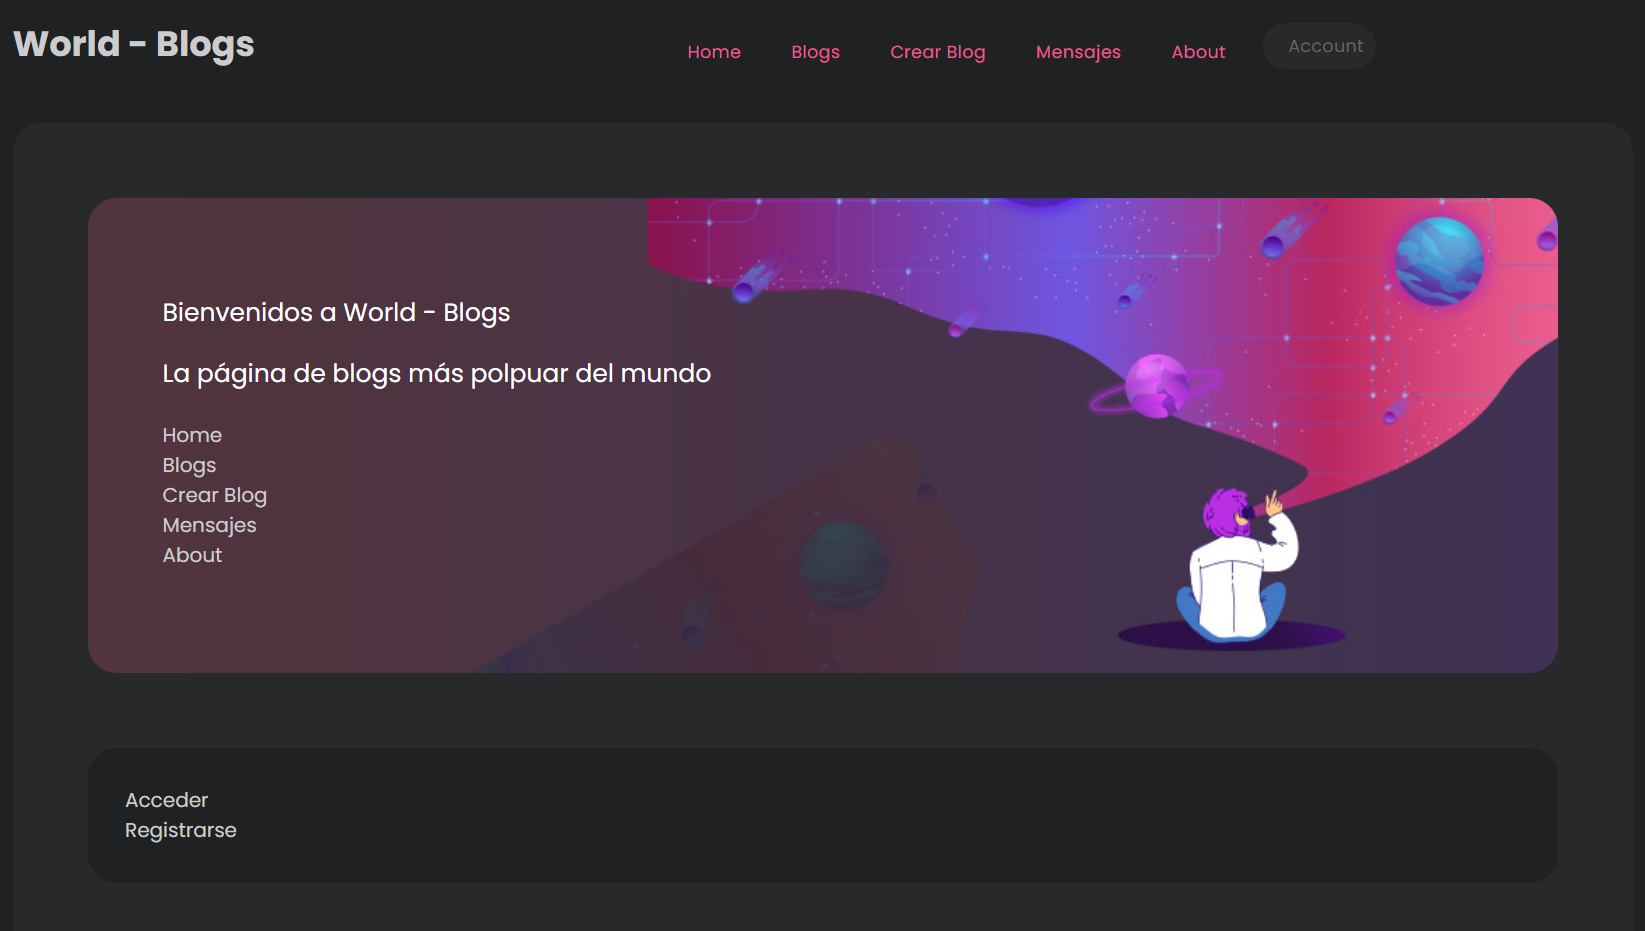 World - Blogs
Home Blogs Crear Blog Mensajes About Account
Bienvenidos a World - Blogs
La página de blogs más polpuar del mundo
Home
Blogs
Crear Blog
Mensajes
About
Acceder
Registrarse